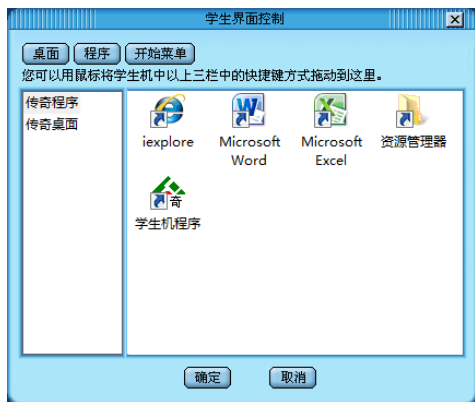 学生界面控制
桌面 程序 开始菜单
您可以用鼠标将学生机中以上三栏中的快捷键方式拖动到这里。
传奇程序
传奇桌面
iexplore
Microsoft Word
Microsoft Excel
资源管理器
奇
学生机程序
确定 取消